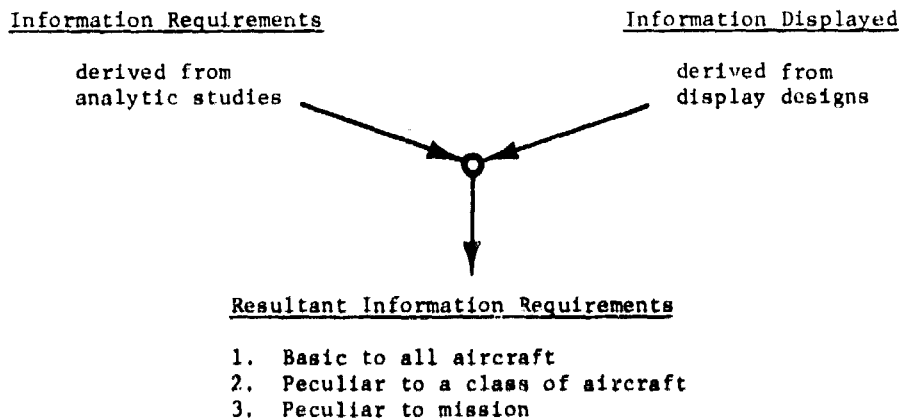 Information Requirements
derived from
analytic studies
Information Displayed
derived from
display designs
Resultant Information Requirements
1. Basic to all aircraft
2. Peculiar to a class of aircraft
3. Peculiar to mission